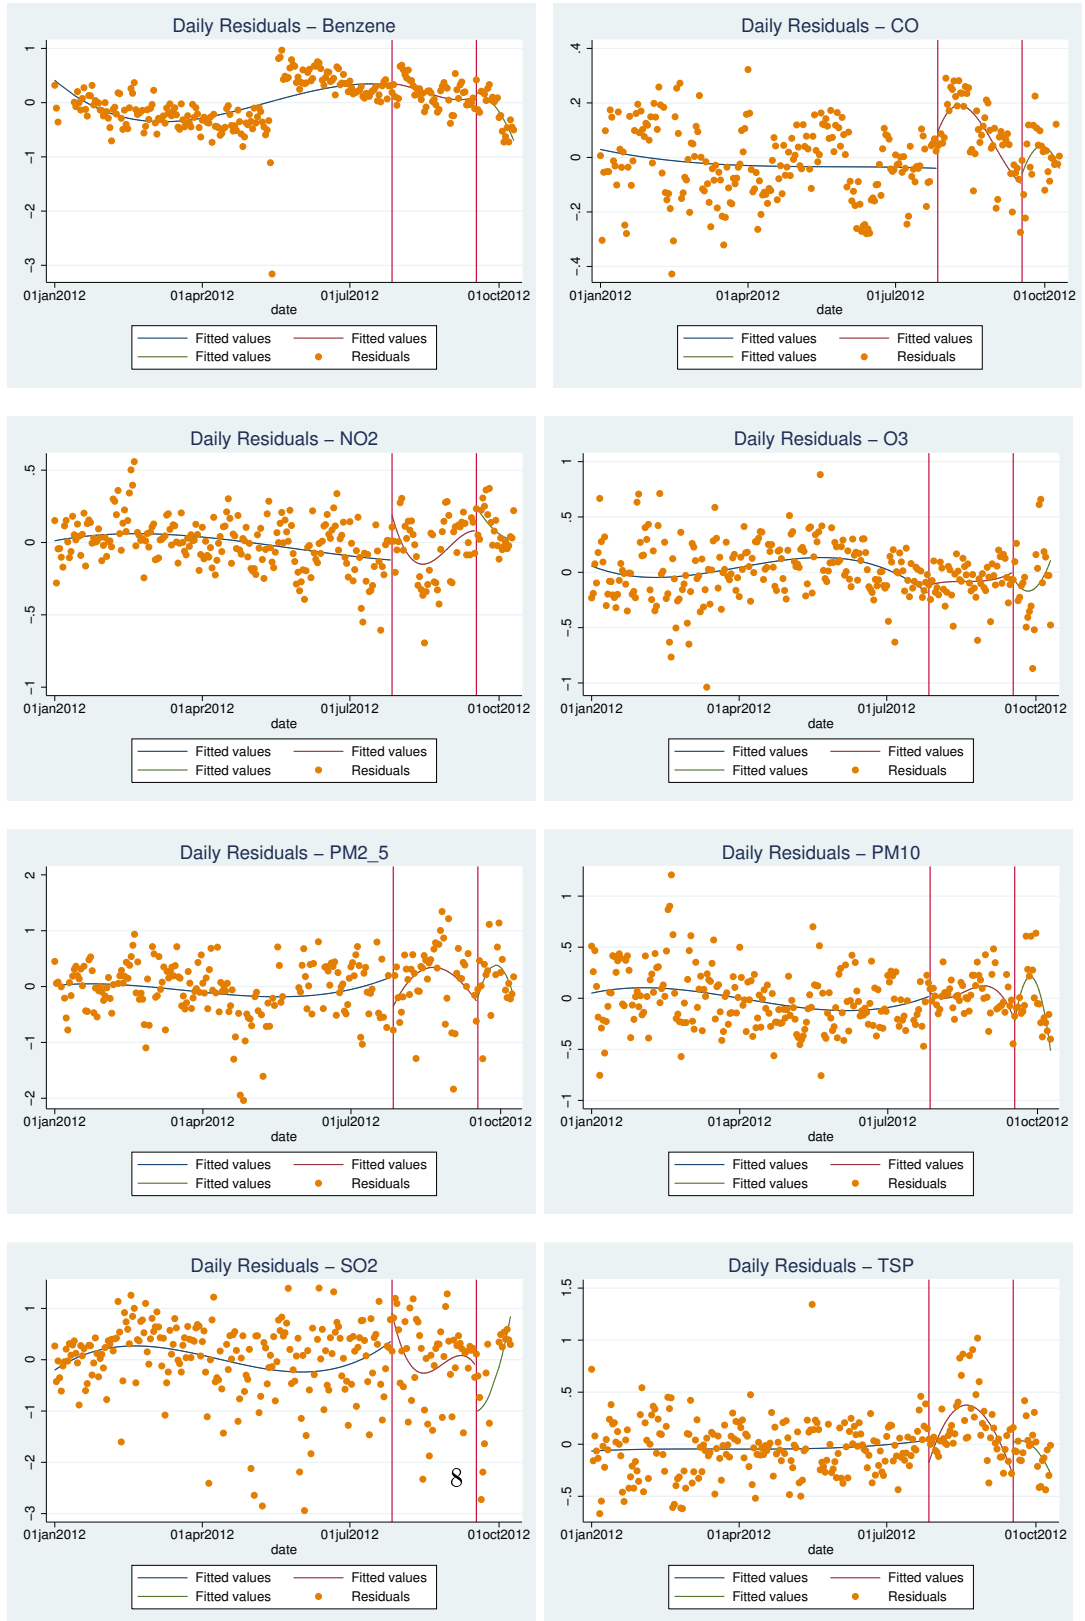 Daily Residuals − Benzene
1
0
−1
−2
−3
01jan2012 01apr2012 01jul2012 01oct2012
date
Fitted values Fitted values
Fitted values Residuals
Daily Residuals − CO
.4
.2
0
−.2
−.4
01jan2012 01apr2012 01jul2012 01oct2012
date
Fitted values Fitted values
Fitted values Residuals
Daily Residuals − NO2
.5
0
−.5
−1
01jan2012 01apr2012 01jul2012 01oct2012
date
Fitted values Fitted values
Fitted values Residuals
Daily Residuals − O3
1
.5
0
−.5
−1
01jan2012 01apr2012 01jul2012 01oct2012
date
Fitted values Fitted values
Fitted values Residuals
Daily Residuals − PM2_5
2
1
0
−1
−2
01jan2012 01apr2012 01jul2012 01oct2012
date
Fitted values Fitted values
Fitted values Residuals
Daily Residuals − PM10
1
.5
0
−.5
−1
01jan2012 01apr2012 01jul2012 01oct2012
date
Fitted values Fitted values
Fitted values Residuals
Daily Residuals − SO2
1
0
−1
−2
−3
01jan2012 01apr2012 01jul2012 01oct2012
date
Fitted values Fitted values
Fitted values Residuals
8
Daily Residuals − TSP
1.5
1
.5
0
−.5
01jan2012 01apr2012 01jul2012 01oct2012
date
Fitted values Fitted values
Fitted values Residuals